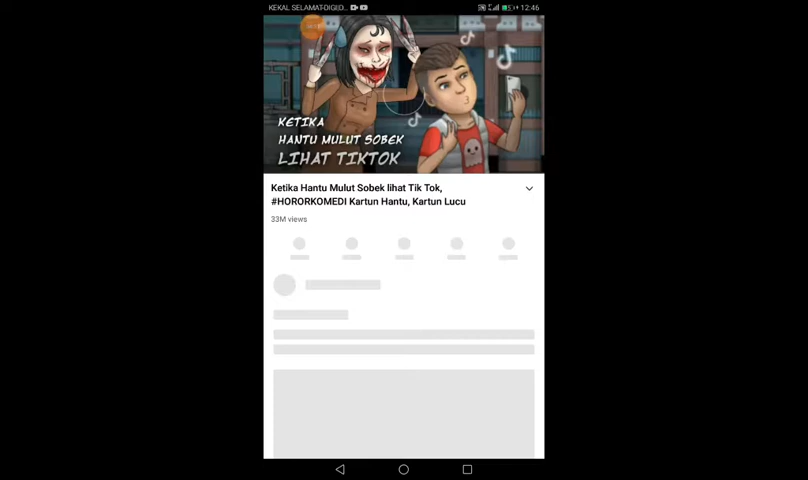 KEKAL SELAMAT-DIGI,D...
12:46
KETIKA
HANTU MULUT SOBEK
LIHAT TIKTOK
Ketika Hantu Mulut Sobek lihat Tik Tok,
#HORORKOMEDI Kartun Hantu, Kartun Lucu
33M views